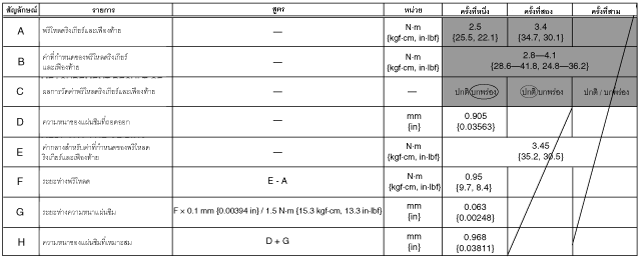 สัญลักษณ์ รายการ สูตร หน่วย ครั้งที่หนึ่ง ครั้งที่สอง ครั้งที่สาม
A พรีโหลดริงเกียร์และเฟืองท้าย — N·m {kgf-cm, in-lbf} 2.5 {25.5, 22.1} 3.4 {34.7, 30.1}
B ค่าที่กำหนดของพรีโหลดริงเกียร์และเฟืองท้าย — N·m {kgf-cm, in-lbf} 2.8—4.1 {28.6—41.8, 24.8—36.2}
C ผลการวัดค่าพรีโหลดริงเกียร์และเฟืองท้าย — — ปกติ/บกพร่อง ปกติ/บกพร่อง ปกติ / บกพร่อง
D ความหนาของแผ่นชิมที่ถอดออก — mm {in} 0.905 {0.03563}
E ค่ากลางสำหรับค่าที่กำหนดของพรีโหลดริงเกียร์และเฟืองท้าย — N·m {kgf-cm, in-lbf} 3.45 {35.2, 30.5}
F ระยะห่างพรีโหลด E - A N·m {kgf-cm, in-lbf} 0.95 {9.7, 8.4}
G ระยะห่างความหนาแผ่นชิม F x 0.1 mm {0.00394 in} / 1.5 N·m {15.3 kgf-cm, 13.3 in-lbf} mm {in} 0.063 {0.00248}
H ความหนาของแผ่นชิมที่เหมาะสม D + G mm {in} 0.968 {0.03811}